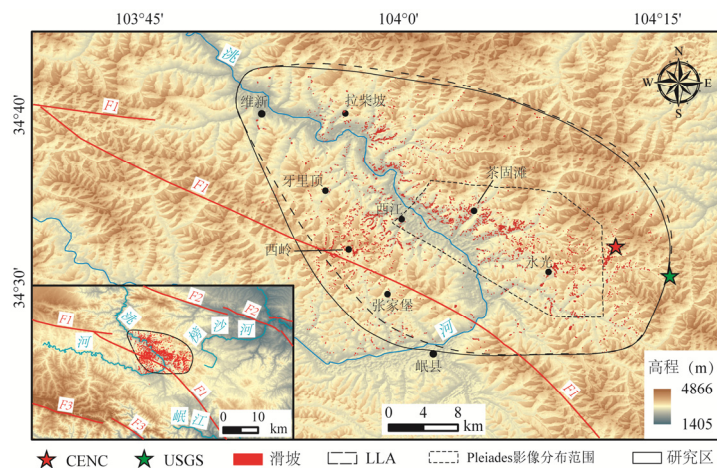 103°45′ 104°0′ 104°15′
34°40′
34°30′
N
W E
S
洮
维新
拉柴坡
F1
F1
牙里顶
茶固滩
西江
西岭
永光
张家堡
河
岷县
F1
F2
F2
F1
洮
河
河
沙
F1
岷江
F3
F3
0 10
km
0 4 8
km
高程 (m)
4866
1405
CENC USGS 滑坡 LLA Pleiades影像分布范围 研究区